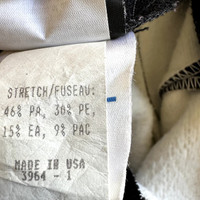 STRETCH/FUSEAU:
46% PA, 30% PE,
15% EA, 9% PAC
MADE IN USA
3964 - 1